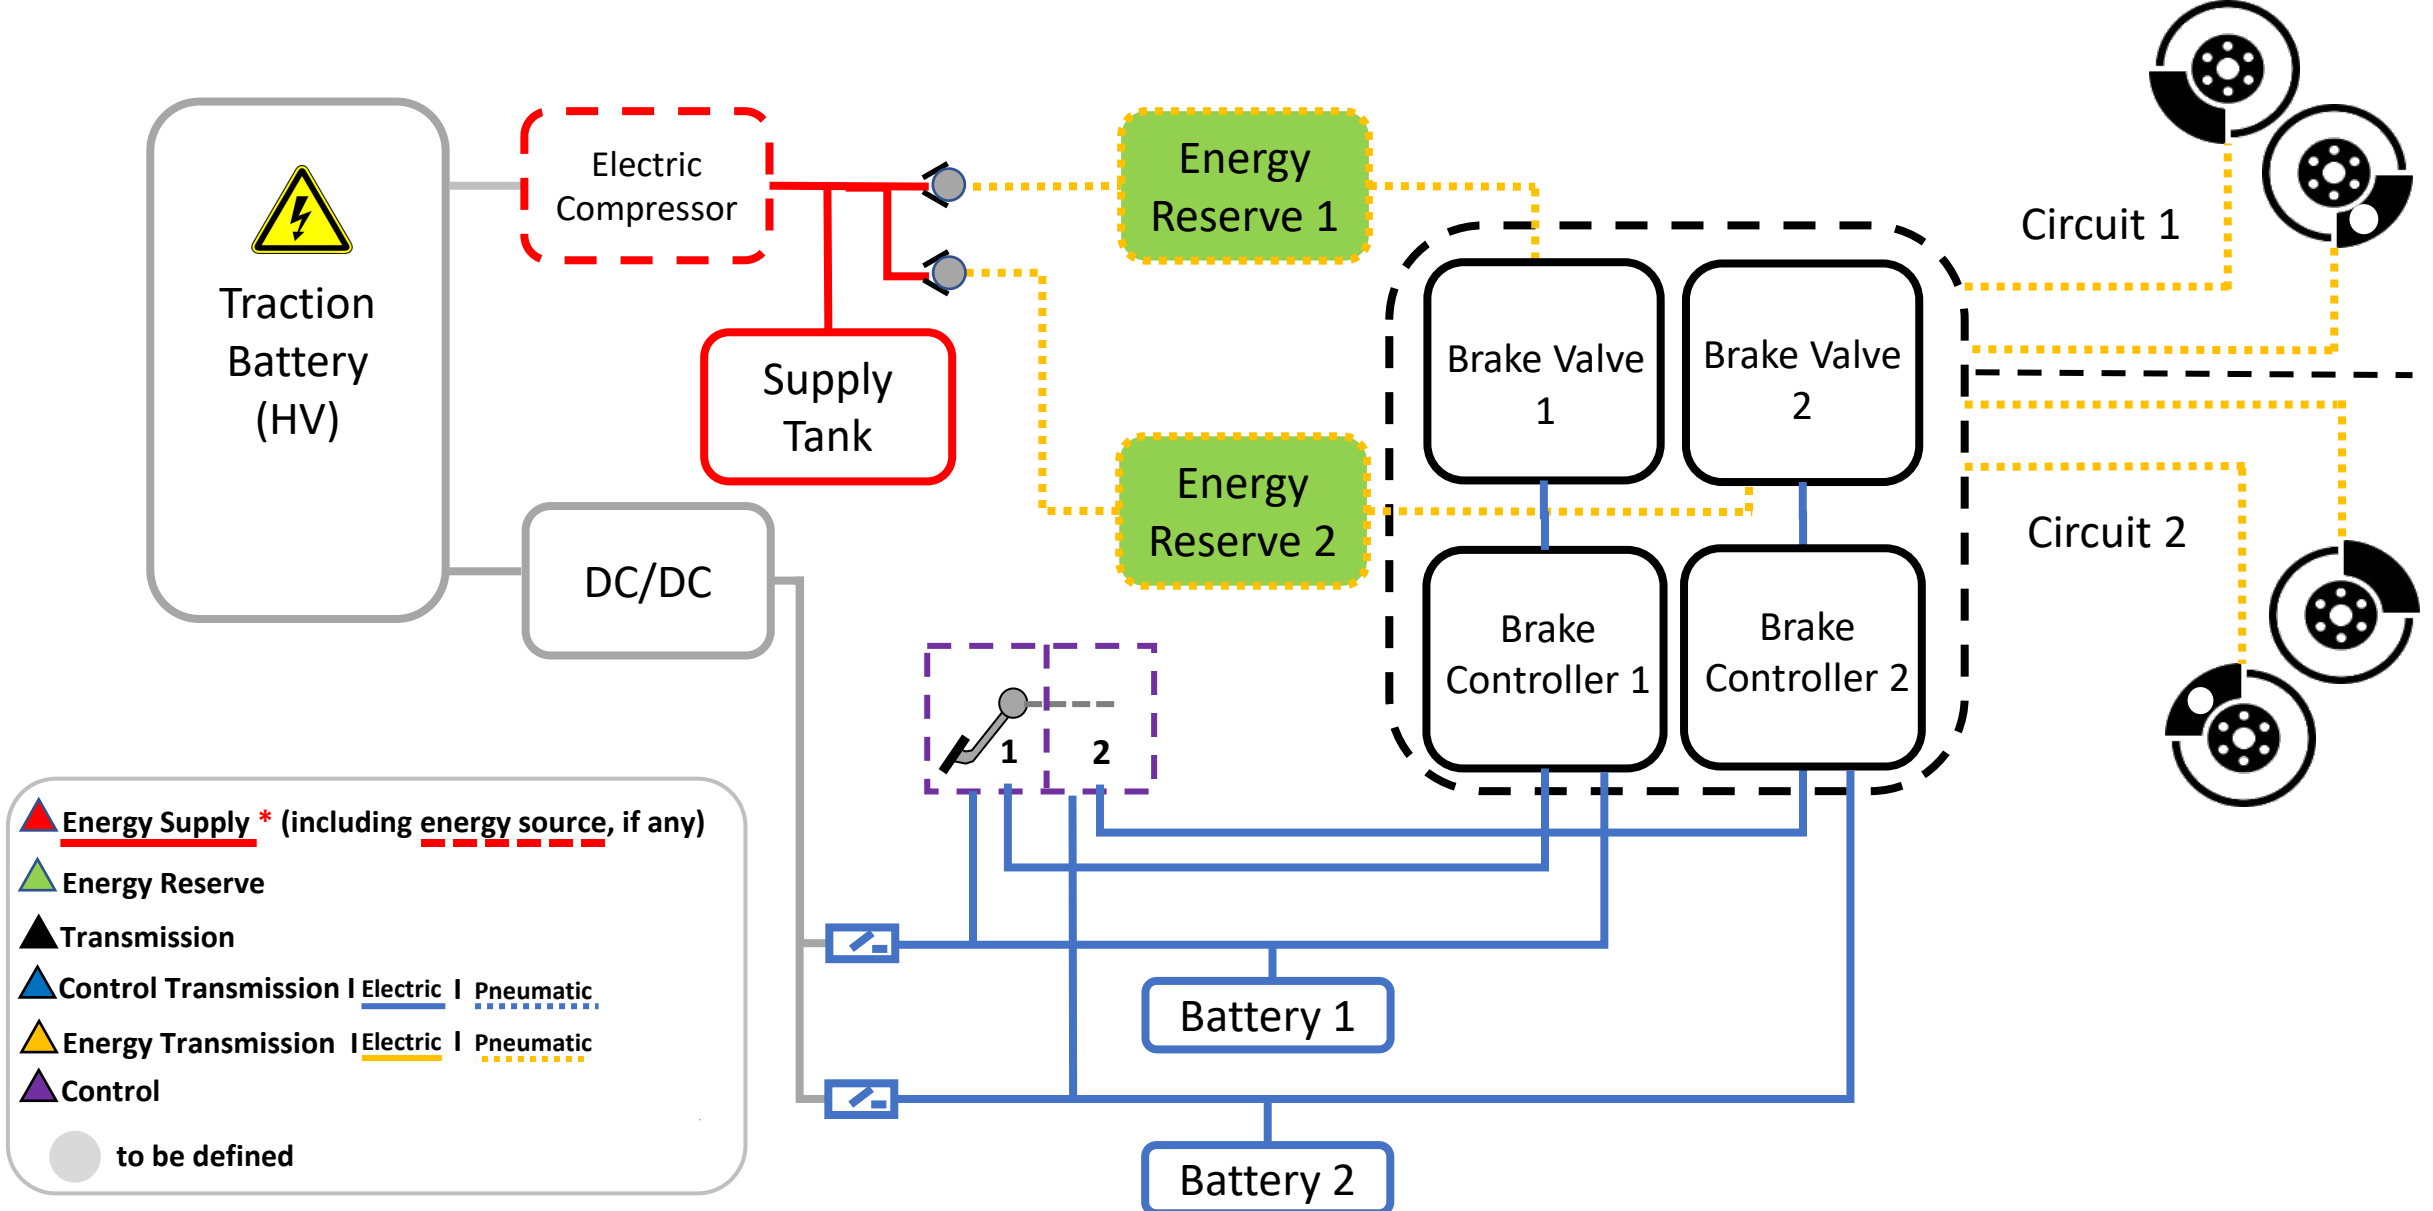 Traction
Battery
(HV)
Electric
Compressor
Supply
Tank
DC/DC
Energy
Reserve 1
Energy
Reserve 2
Brake Valve
1
Brake Valve
2
Brake
Controller 1
Brake
Controller 2
Circuit 1
Circuit 2
1
2
Battery 1
Battery 2
Energy Supply * (including energy source, if any)
Energy Reserve
Transmission
Control Transmission I Electric I Pneumatic
Energy Transmission I Electric I Pneumatic
Control
to be defined